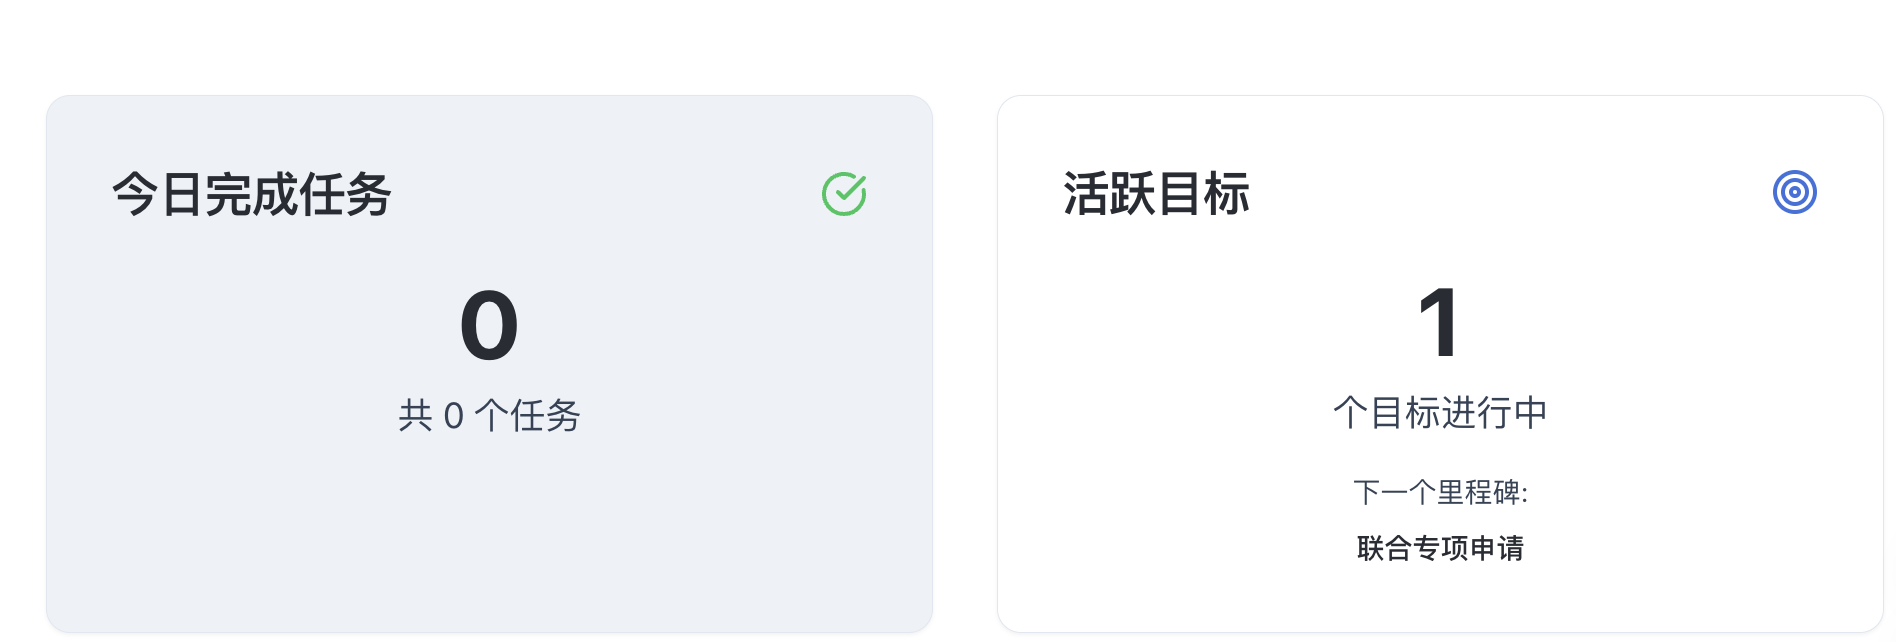 今日完成任务
0
共 0 个任务
活跃目标
1
个目标进行中
下一个里程碑:
联合专项申请